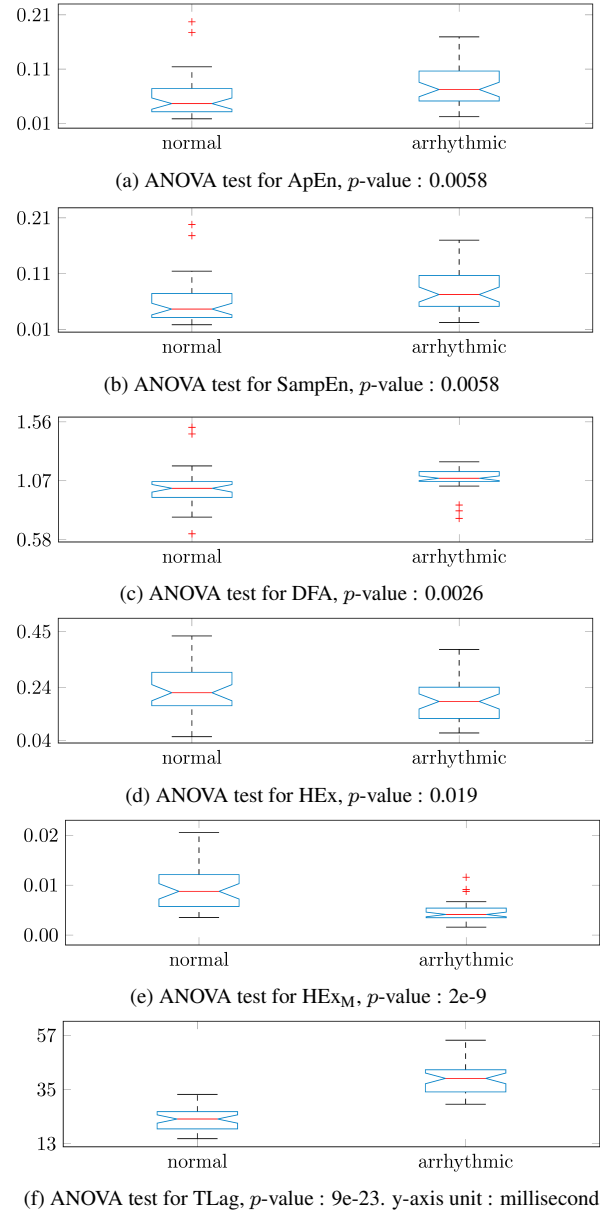 0.21
0.11
0.01
normal arrhythmic
(a) ANOVA test for ApEn, p-value : 0.0058
0.21
0.11
0.01
normal arrhythmic
(b) ANOVA test for SampEn, p-value : 0.0058
1.56
1.07
0.58
normal arrhythmic
(c) ANOVA test for DFA, p-value : 0.0026
0.45
0.24
0.04
normal arrhythmic
(d) ANOVA test for HEx, p-value : 0.019
0.02
0.01
0.00
normal arrhythmic
(e) ANOVA test for HEx_M, p-value : 2e-9
57
35
13
normal arrhythmic
(f) ANOVA test for TLag, p-value : 9e-23. y-axis unit : millisecond